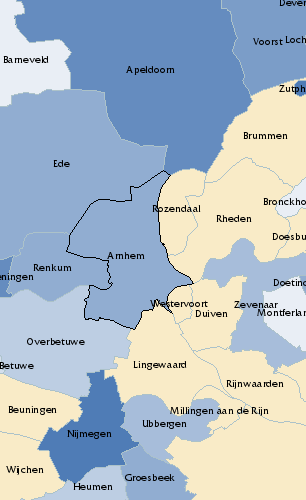 Deven
Voorst
Loch
Barneveld
Apeldoorn
Zutph
Brummen
Ede
Bronckho
Rozendaal
Rheden
Doesbu
Arnhem
Renkum
eningen
Doetinc
Westervoort
Zevenaar
Duiven
Montferlan
Overbetuwe
Betuwe
Lingewaard
Rijnwaarden
Beuningen
Millingen aan de Rijn
Ubbergen
Nijmegen
Wijchen
Groesbeek
Heumen